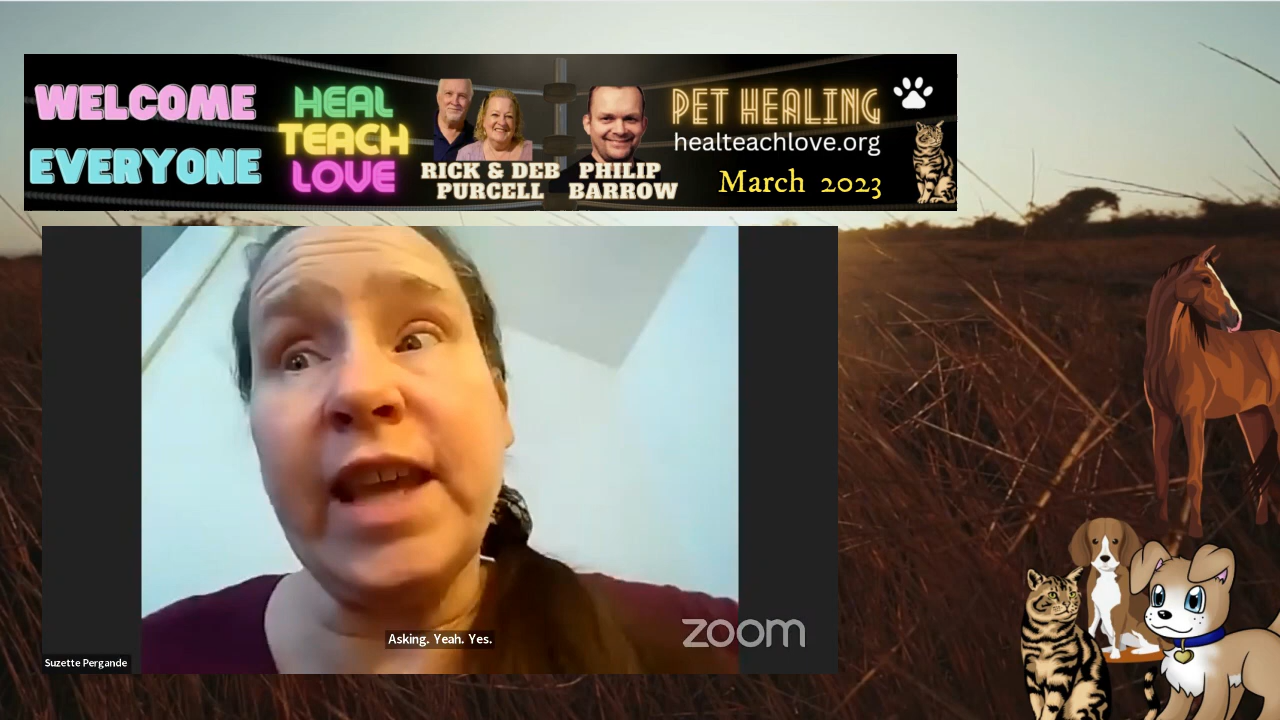 WELCOME
EVERYONE
HEAL
TEACH
LOVE
RICK & DEB
PURCELL
PHILIP
BARROW
PET HEALING
healteachlove.org
March 2023
Asking. Yeah. Yes.
zoom
Suzette Pergande